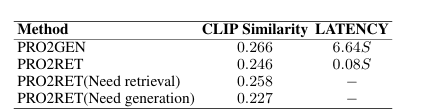 Method CLIP Similarity LATENCY
PRO2GEN 0.266 6.64S
PRO2RET 0.246 0.08S
PRO2RET(Need retrieval) 0.258 −
PRO2RET(Need generation) 0.227 −